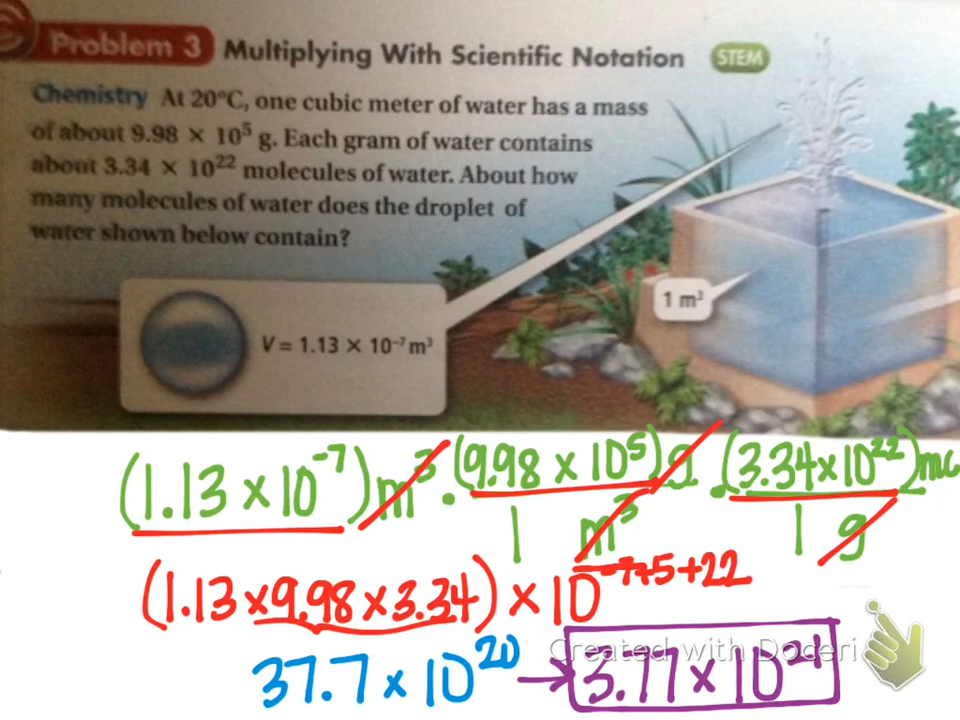 Problem 3 Multiplying With Scientific Notation STEM
Chemistry At 20°C, one cubic meter of water has a mass
of about 9.98 × 10⁵ g. Each gram of water contains
about 3.34 × 10²² molecules of water. About how
many molecules of water does the droplet of
water shown below contain?
1 m³
V = 1.13 × 10⁻⁷ m³
(1.13 × 10⁻⁷) m³ · (9.98 × 10⁵) g · (3.34 × 10²²)
1 m³ 1 g
(1.13 × 9.98 × 3.34) × 10⁻⁷⁺⁵⁺²²
Created with Doceri
37.7 × 10²⁰ → 3.77 × 10²¹